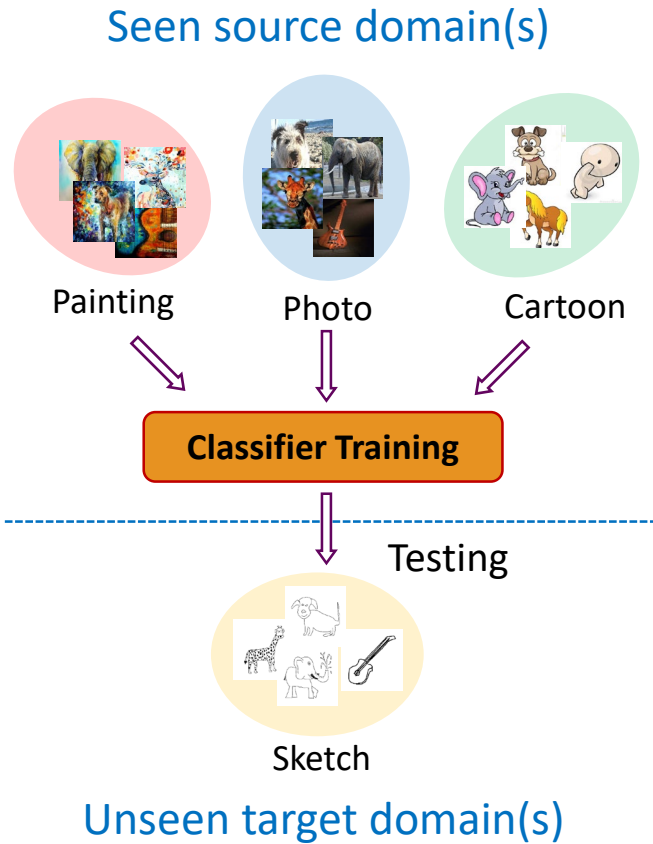 Seen source domain(s)
Painting
Photo
Cartoon
Classifier Training
Testing
Sketch
Unseen target domain(s)